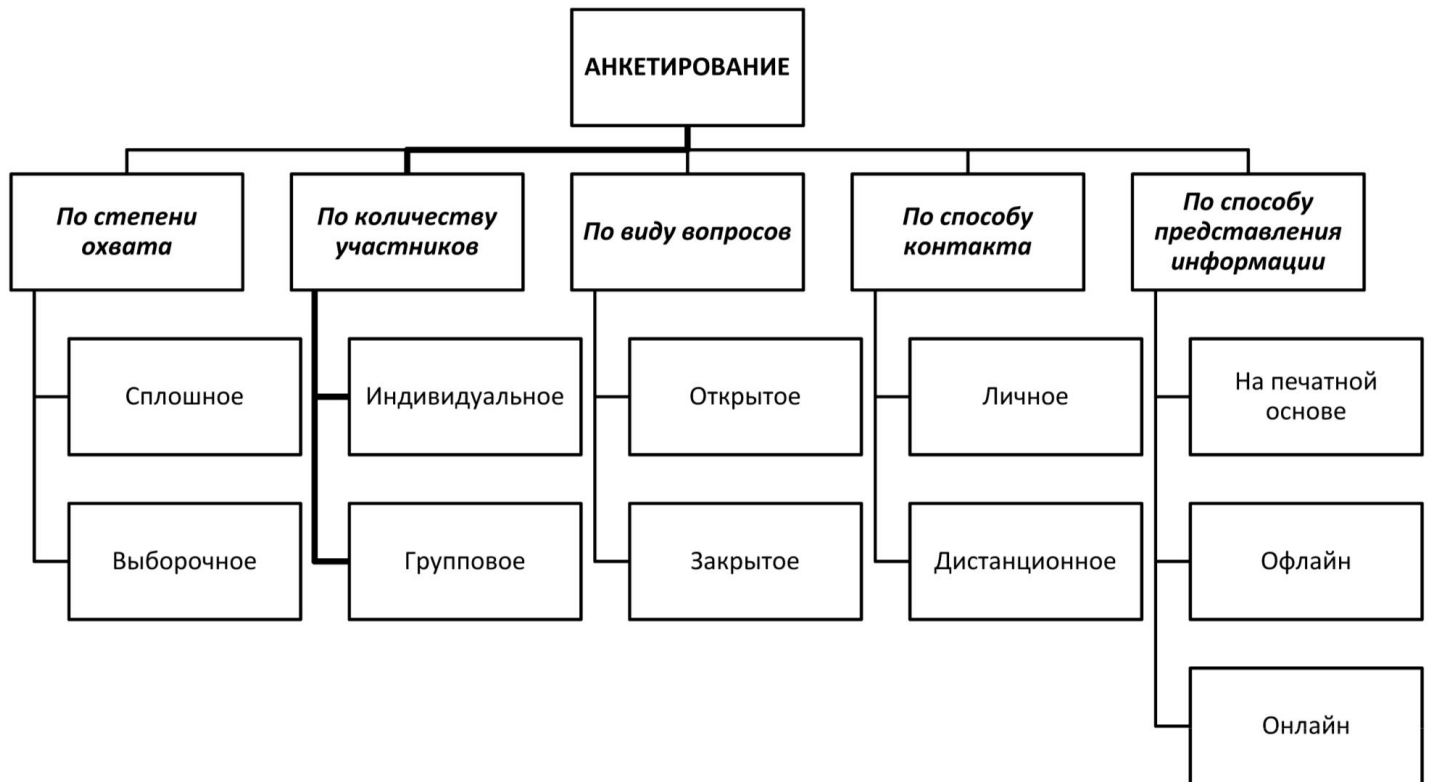 АНКЕТИРОВАНИЕ
По степени
охвата
По количеству
участников
По виду вопросов
По способу
контакта
По способу
представления
информации
Сплошное
Индивидуальное
Открытое
Личное
На печатной
основе
Выборочное
Групповое
Закрытое
Дистанционное
Офлайн
Онлайн